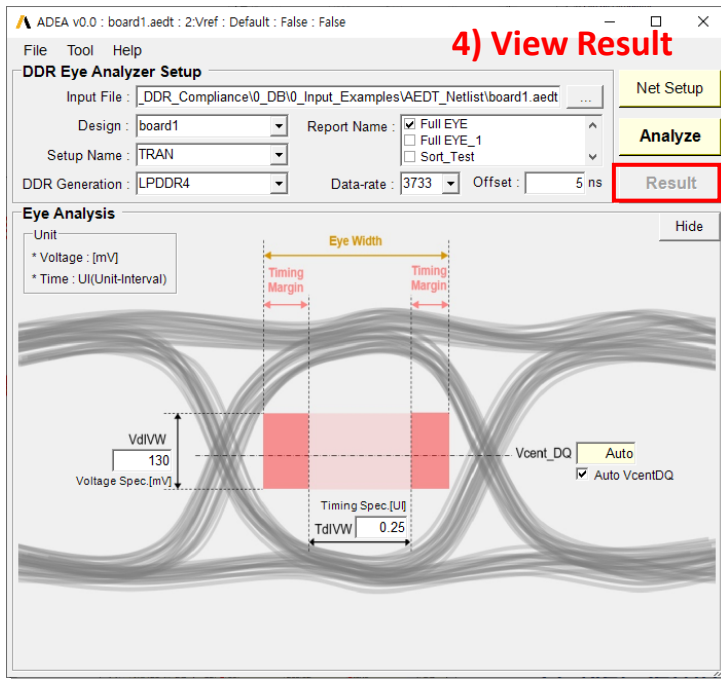 ADEA v0.0 : board1.aedt : 2:Vref : Default : False : False
File Tool Help
4) View Result
DDR Eye Analyzer Setup
Input File : _DDR_Compliance\0_DB\0_Input_Examples\AEDT_Netlist\board1.aedt ...
Net Setup
Design : board1
Report Name : Full EYE
Full EYE_1
Sort_Test
Analyze
Setup Name : TRAN
DDR Generation : LPDDR4
Data-rate : 3733
Offset : 5 ns
Result
Eye Analysis
Hide
Unit
* Voltage : [mV]
* Time : UI(Unit-Interval)
Eye Width
Timing Margin
Timing Margin
VdIVW
130
Voltage Spec.[mV]
Vcent_DQ Auto
Auto VcentDQ
Timing Spec.[UI]
TdIVW 0.25